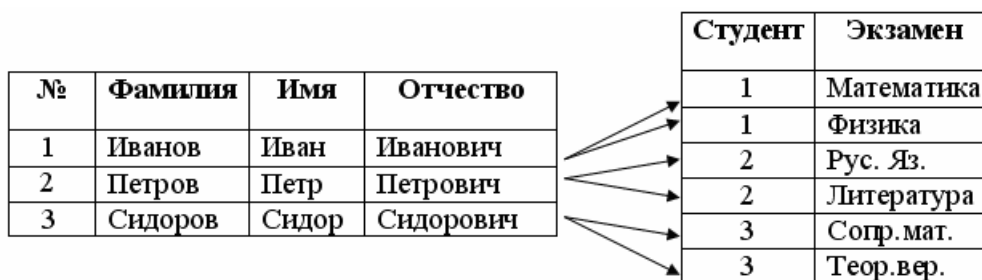 № Фамилия Имя Отчество
1 Иванов Иван Иванович
2 Петров Петр Петрович
3 Сидоров Сидор Сидорович
Студент Экзамен
1 Математика
1 Физика
2 Рус. Яз.
2 Литература
3 Сопр.мат.
3 Теор.вер.